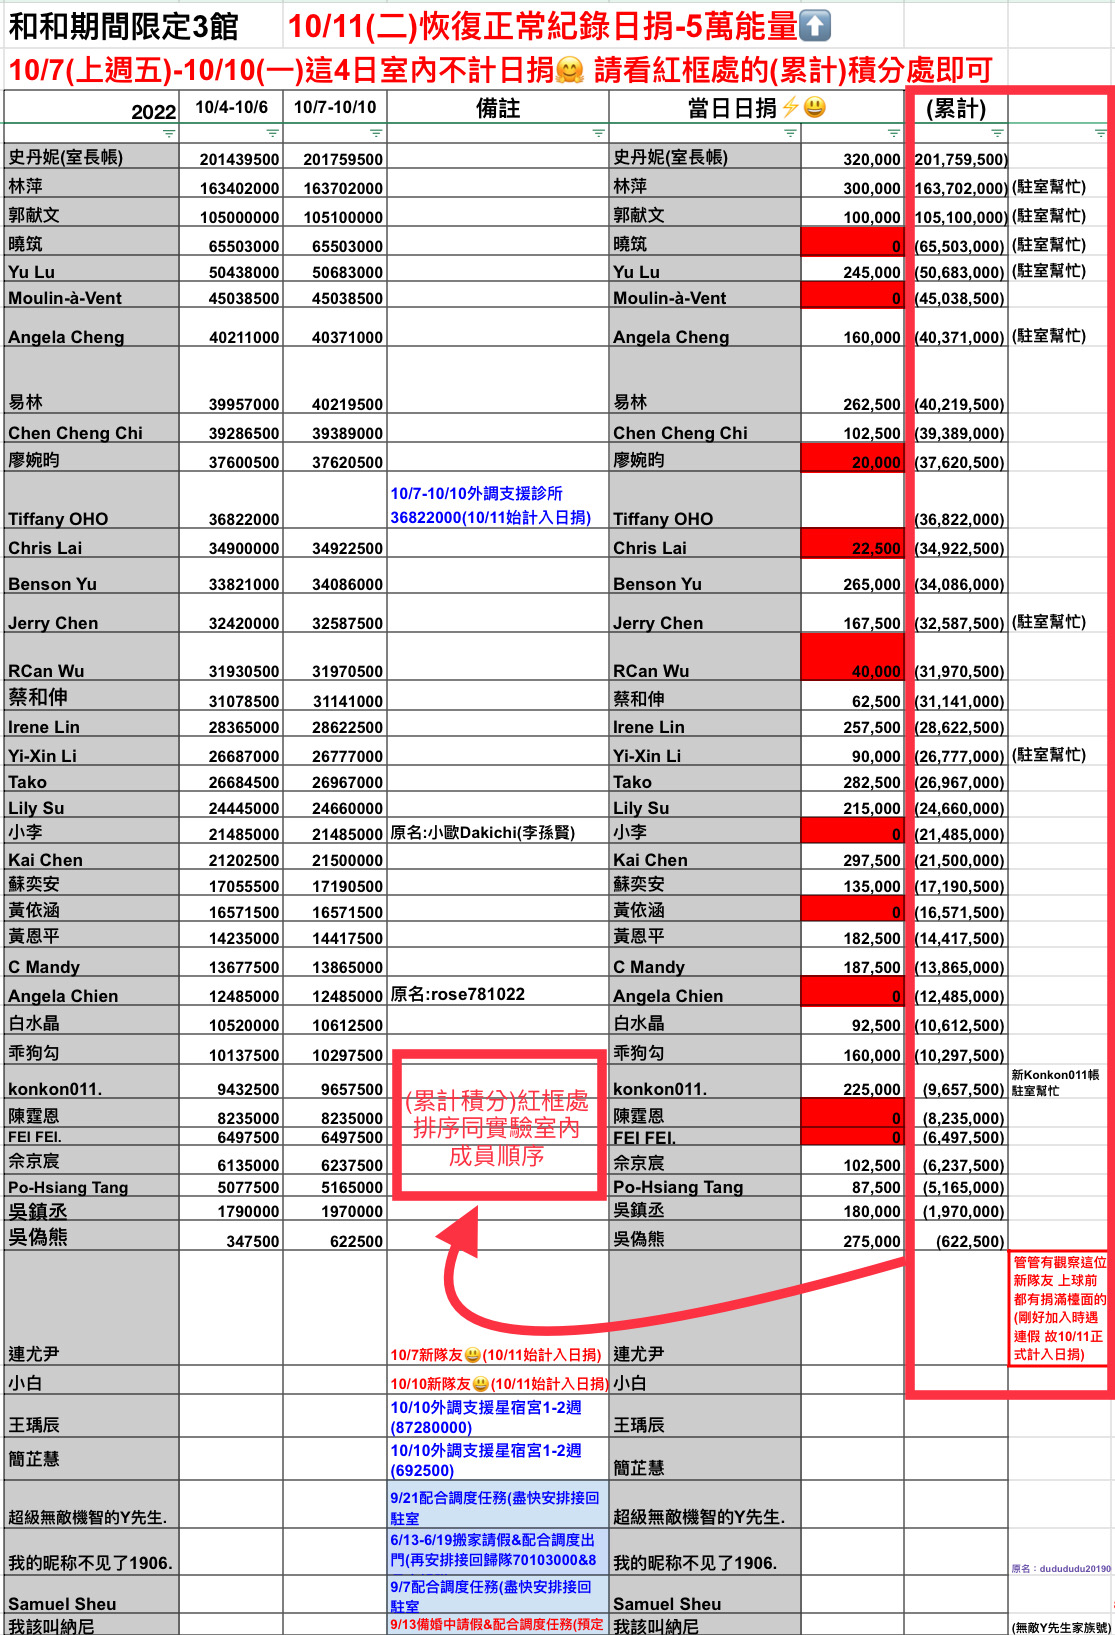 和和期間限定3館 10/11(二)恢復正常紀錄日捐-5萬能量⬆️
10/7(上週五)-10/10(一)這4日室內不計日捐🤗 請看紅框處的(累計)積分處即可
2022 10/4-10/6 10/7-10/10 備註 當日日捐⚡😃 (累計)
史丹妮(室長帳) 201439500 201759500 史丹妮(室長帳) 320,000 (201,759,500)
林萍 163402000 163702000 林萍 300,000 (163,702,000) (駐室幫忙)
郭献文 105000000 105100000 郭献文 100,000 (105,100,000) (駐室幫忙)
曉筑 65503000 65503000 曉筑 0 (65,503,000) (駐室幫忙)
Yu Lu 50438000 50683000 Yu Lu 245,000 (50,683,000) (駐室幫忙)
Moulin-à-Vent 45038500 45038500 Moulin-à-Vent 0 (45,038,500)
Angela Cheng 40211000 40371000 Angela Cheng 160,000 (40,371,000) (駐室幫忙)
易林 39957000 40219500 易林 262,500 (40,219,500)
Chen Cheng Chi 39286500 39389000 Chen Cheng Chi 102,500 (39,389,000)
廖婉昀 37600500 37620500 廖婉昀 20,000 (37,620,500)
10/7-10/10外調支援診所
Tiffany OHO 36822000 36822000(10/11始計入日捐) Tiffany OHO (36,822,000)
Chris Lai 34900000 34922500 Chris Lai 22,500 (34,922,500)
Benson Yu 33821000 34086000 Benson Yu 265,000 (34,086,000)
Jerry Chen 32420000 32587500 Jerry Chen 167,500 (32,587,500) (駐室幫忙)
RCan Wu 31930500 31970500 RCan Wu 40,000 (31,970,500)
蔡和伸 31078500 31141000 蔡和伸 62,500 (31,141,000)
Irene Lin 28365000 28622500 Irene Lin 257,500 (28,622,500)
Yi-Xin Li 26687000 26777000 Yi-Xin Li 90,000 (26,777,000) (駐室幫忙)
Tako 26684500 26967000 Tako 282,500 (26,967,000)
Lily Su 24445000 24660000 Lily Su 215,000 (24,660,000)
小李 21485000 21485000 原名:小歐Dakichi(李孫賢) 小李 0 (21,485,000)
Kai Chen 21202500 21500000 Kai Chen 297,500 (21,500,000)
蘇奕安 17055500 17190500 蘇奕安 135,000 (17,190,500)
黃依涵 16571500 16571500 黃依涵 0 (16,571,500)
黃恩平 14235000 14417500 黃恩平 182,500 (14,417,500)
C Mandy 13677500 13865000 C Mandy 187,500 (13,865,000)
Angela Chien 12485000 12485000 原名:rose781022 Angela Chien 0 (12,485,000)
白水晶 10520000 10612500 白水晶 92,500 (10,612,500)
乖狗勾 10137500 10297500 乖狗勾 160,000 (10,297,500)
konkon011. 9432500 9657500 konkon011. 225,000 (9,657,500) 新Konkon011帳
駐室幫忙
(累計積分)紅框處
排序同實驗室內
成員順序
陳霆恩 8235000 8235000 陳霆恩 0 (8,235,000)
FEI FEI. 6497500 6497500 FEI FEI. 0 (6,497,500)
佘京宸 6135000 6237500 佘京宸 102,500 (6,237,500)
Po-Hsiang Tang 5077500 5165000 Po-Hsiang Tang 87,500 (5,165,000)
吳鎮丞 1790000 1970000 吳鎮丞 180,000 (1,970,000)
吳偽熊 347500 622500 吳偽熊 275,000 (622,500)
管管有觀察這位
新隊友 上球前
都有捐滿檯面的
(剛好加入時遇
連假 故10/11正
式計入日捐)
連尤尹 10/7新隊友😃(10/11始計入日捐) 連尤尹
小白 10/10新隊友😃(10/11始計入日捐) 小白
10/10外調支援星宿宮1-2週
王瑀辰 (87280000) 王瑀辰
10/10外調支援星宿宮1-2週
簡芷慧 (692500) 簡芷慧
9/21配合調度任務(盡快安排接回
超級無敵機智的Y先生. 駐室 超級無敵機智的Y先生.
6/13-6/19搬家請假&配合調度出
我的昵称不见了1906. 門(再安排接回歸隊70103000&8 我的昵称不见了1906. 原名：dudududu20190
9/7配合調度任務(盡快安排接回
Samuel Sheu 駐室 Samuel Sheu
我該叫納尼 9/13備婚中請假&配合調度任務(預定 我該叫納尼 (無敵Y先生家族號)